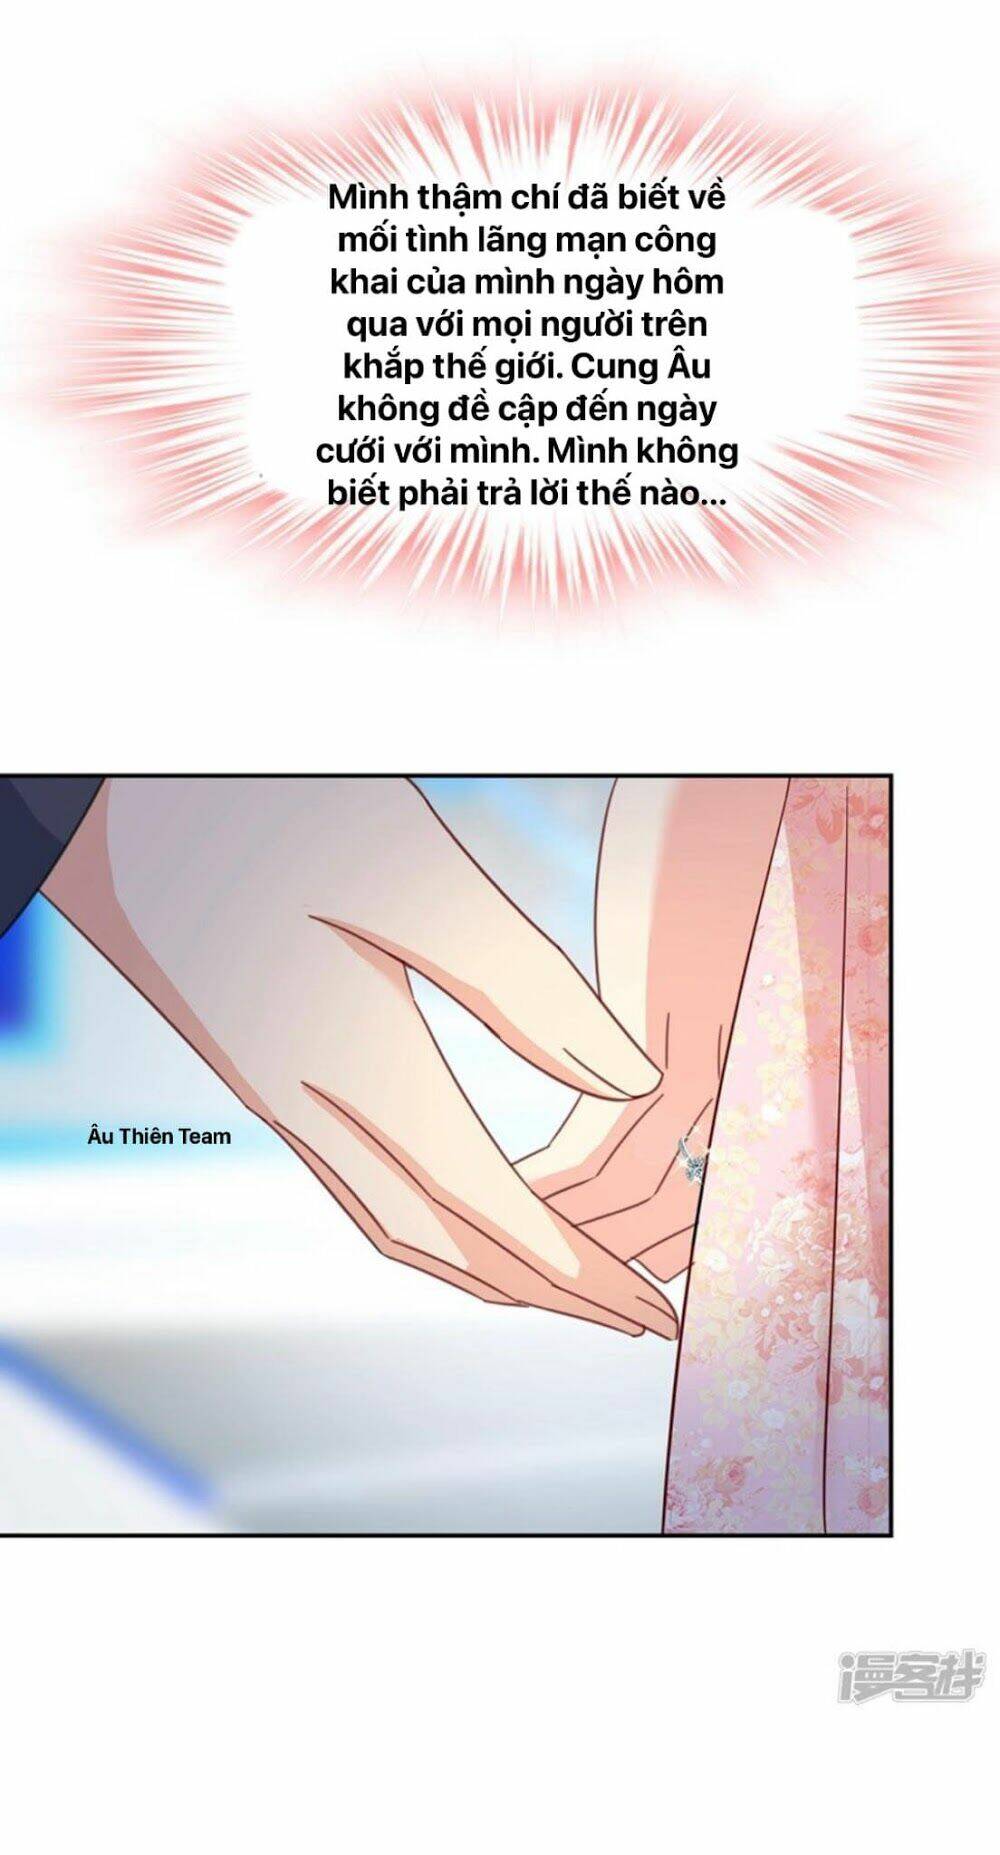 Mình thậm chí đã biết về
mối tình lãng mạn công
khai của mình ngày hôm
qua với mọi người trên
khắp thế giới. Cung Âu
không đề cập đến ngày
cưới với mình. Mình không
biết phải trả lời thế nào...
Âu Thiên Team
漫客栈